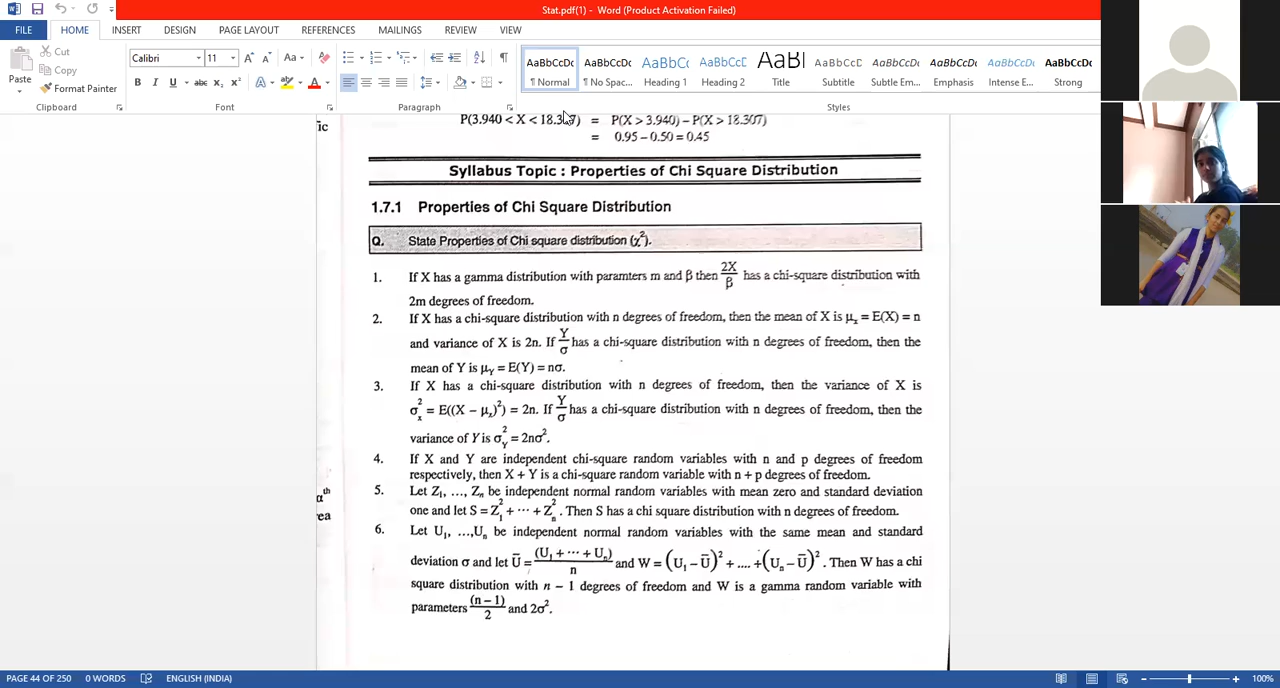 Stat.pdf(1) - Word (Product Activation Failed)
FILE HOME INSERT DESIGN PAGE LAYOUT REFERENCES MAILINGS REVIEW VIEW
Cut
Copy
Format Painter
Paste
Clipboard
Calibri 11
Font
Paragraph
AaBbCcDc AaBbCcDc AaBbCc AaBbCcC AaBl AaBbCcD AaBbCcDc AaBbCcDc AaBbCcDc AaBbCcDc
¶ Normal ¶ No Spac... Heading 1 Heading 2 Title Subtitle Subtle Em... Emphasis Intense E... Strong
Styles
P(3.940 < X < 18.307) = P(X > 3.940) – P(X > 18.307)
= 0.95 – 0.50 = 0.45
Syllabus Topic : Properties of Chi Square Distribution
1.7.1 Properties of Chi Square Distribution
Q. State Properties of Chi square distribution (χ²).
1. If X has a gamma distribution with paramters m and β then 2X/β has a chi-square distribution with
2m degrees of freedom.
2. If X has a chi-square distribution with n degrees of freedom, then the mean of X is μₓ = E(X) = n
and variance of X is 2n. If Y/σ has a chi-square distribution with n degrees of freedom, then the
mean of Y is μ_Y = E(Y) = nσ.
3. If X has a chi-square distribution with n degrees of freedom, then the variance of X is
σₓ² = E((X – μₓ)²) = 2n. If Y/σ has a chi-square distribution with n degrees of freedom, then the
variance of Y is σ_Y² = 2nσ².
4. If X and Y are independent chi-square random variables with n and p degrees of freedom
respectively, then X + Y is a chi-square random variable with n + p degrees of freedom.
5. Let Z₁, ..., Zₙ be independent normal random variables with mean zero and standard deviation
one and let S = Z₁² + ··· + Zₙ². Then S has a chi square distribution with n degrees of freedom.
6. Let U₁, ...,Uₙ be independent normal random variables with the same mean and standard
deviation σ and let Ū = (U₁ + ··· + Uₙ)/n and W = (U₁ – Ū)² + .... + (Uₙ – Ū)². Then W has a chi
square distribution with n – 1 degrees of freedom and W is a gamma random variable with
parameters (n – 1)/2 and 2σ².
PAGE 44 OF 250 0 WORDS ENGLISH (INDIA) 100%